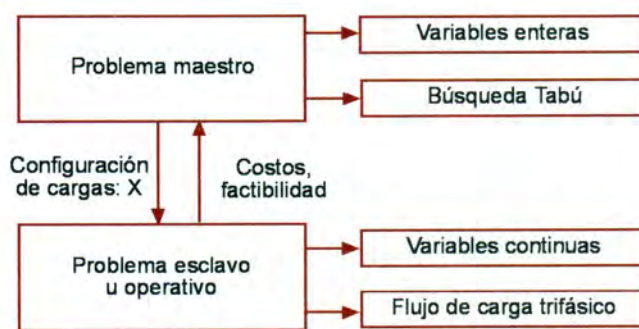 Problema maestro
Variables enteras
Búsqueda Tabú
Configuración
de cargas: X
Costos,
factibilidad
Problema esclavo
u operativo
Variables continuas
Flujo de carga trifásico